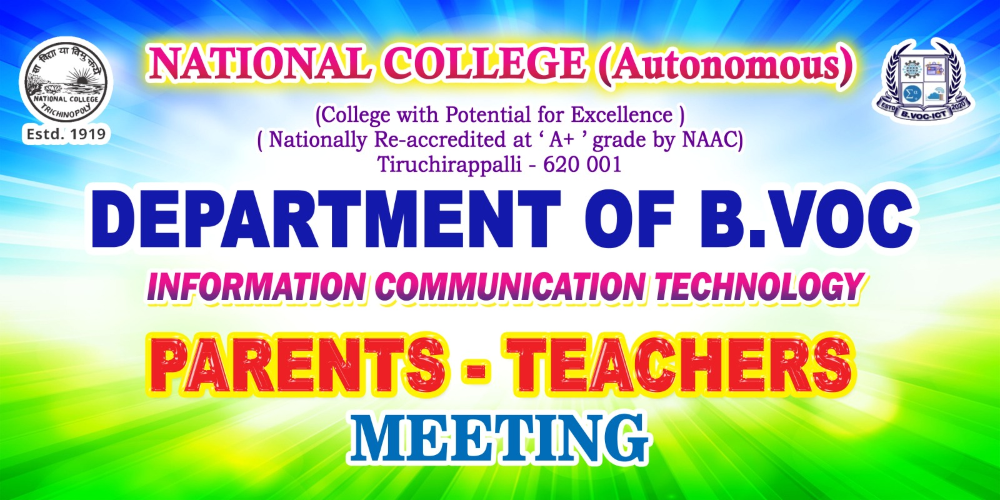 सा विद्या या विमुक्तये
NATIONAL COLLEGE
TRICHINOPOLY
Estd. 1919
NATIONAL COLLEGE (Autonomous)
ESTD B.VOC-ICT 2020
(College with Potential for Excellence )
( Nationally Re-accredited at ‘ A+ ’ grade by NAAC)
Tiruchirappalli - 620 001
DEPARTMENT OF B.VOC
INFORMATION COMMUNICATION TECHNOLOGY
PARENTS - TEACHERS
MEETING